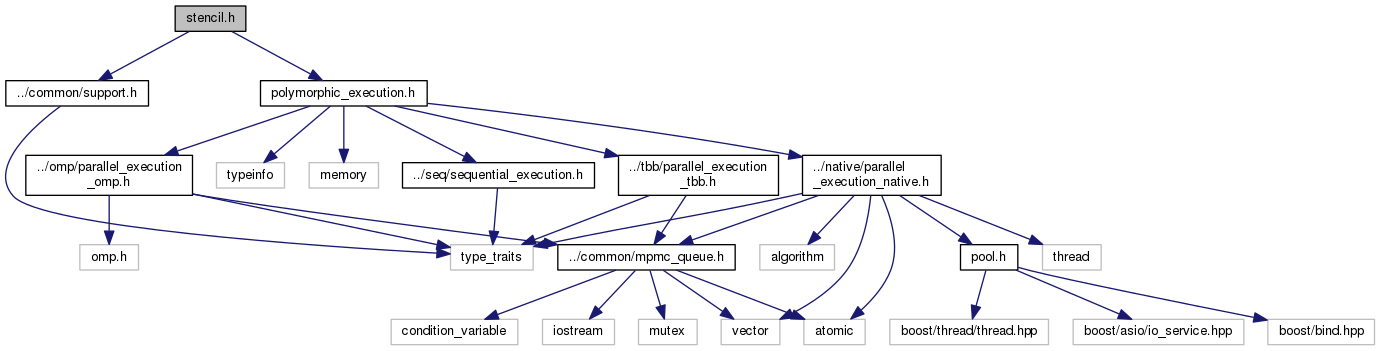 stencil.h
../common/support.h
polymorphic_execution.h
../omp/parallel_execution
_omp.h
typeinfo
memory
../seq/sequential_execution.h
../tbb/parallel_execution
_tbb.h
../native/parallel
_execution_native.h
omp.h
type_traits
../common/mpmc_queue.h
algorithm
pool.h
thread
condition_variable
iostream
mutex
vector
atomic
boost/thread/thread.hpp
boost/asio/io_service.hpp
boost/bind.hpp